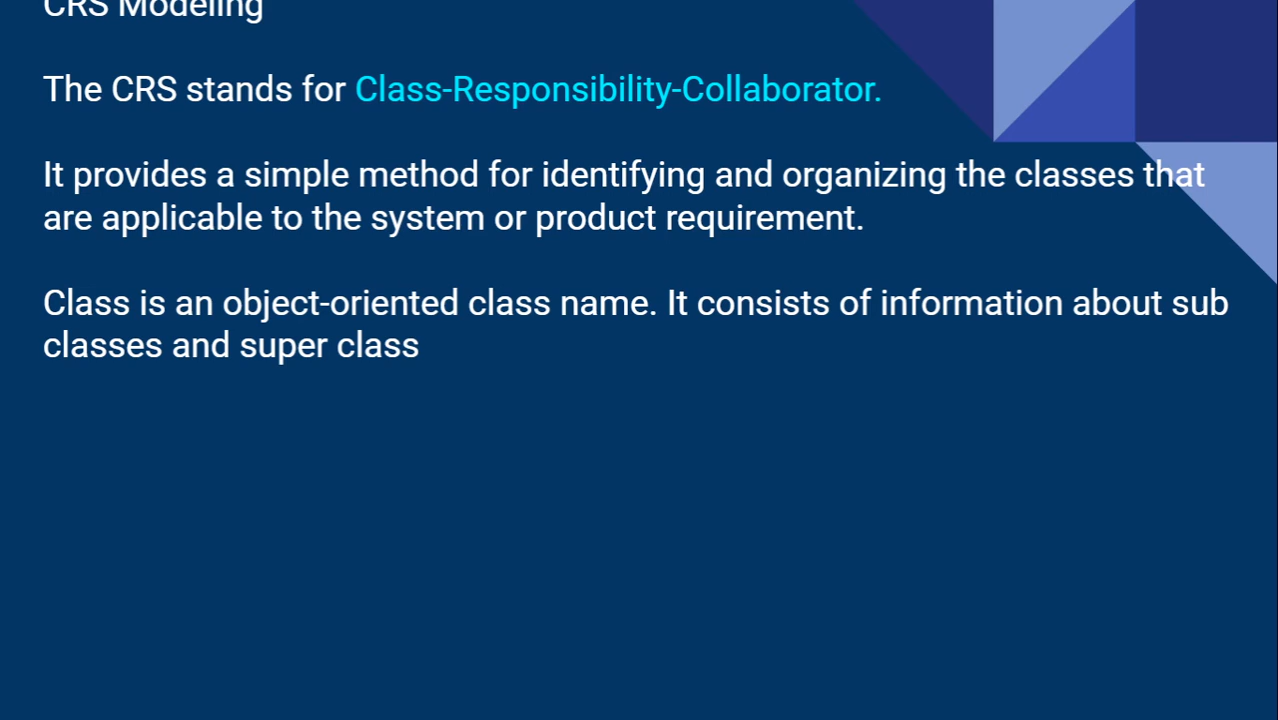 CRS Modeling
The CRS stands for Class-Responsibility-Collaborator.
It provides a simple method for identifying and organizing the classes that
are applicable to the system or product requirement.
Class is an object-oriented class name. It consists of information about sub
classes and super class